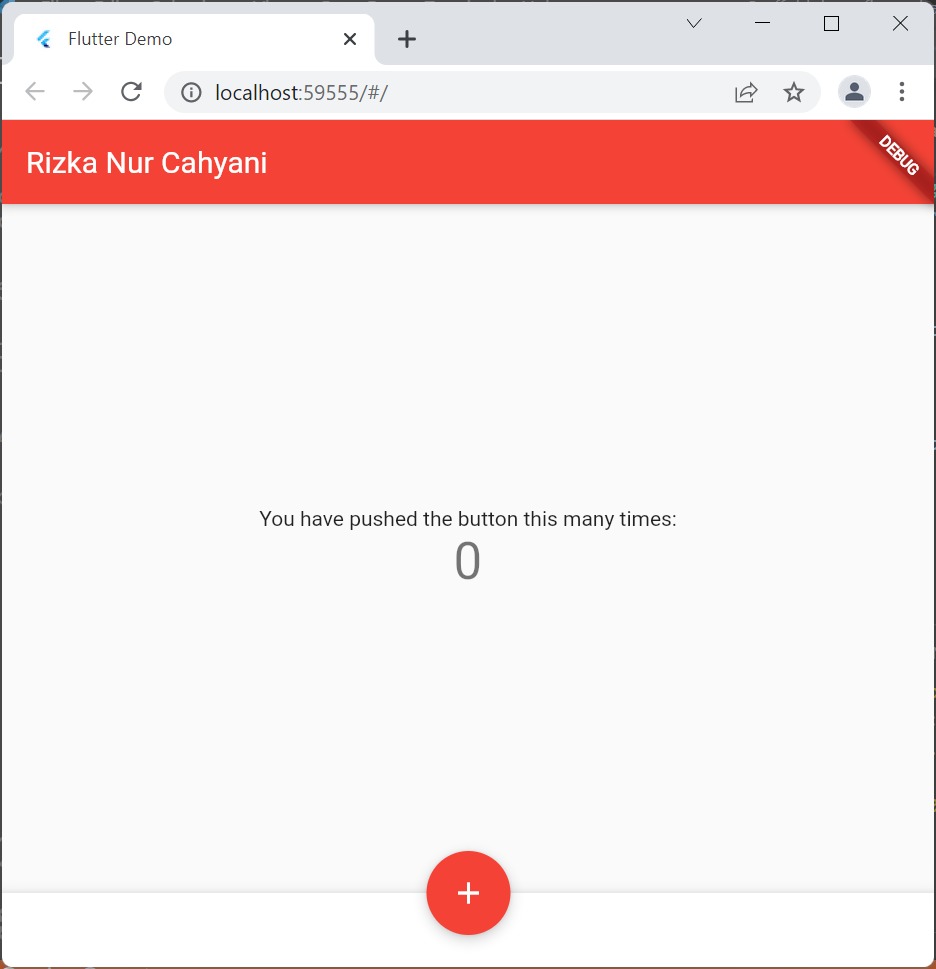 Flutter Demo
localhost:59555/#/
Rizka Nur Cahyani
DEBUG
You have pushed the button this many times:
0